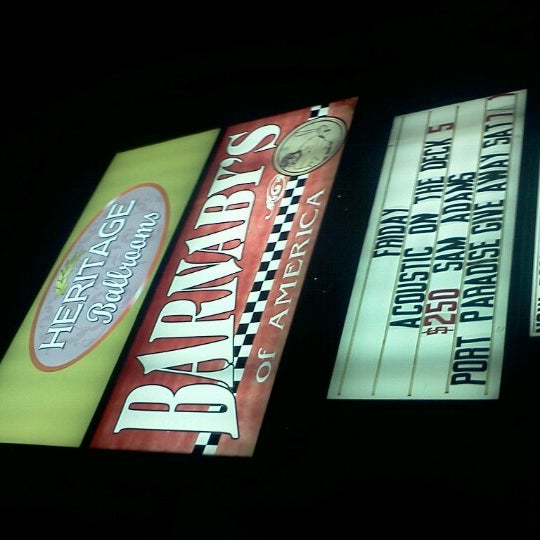 HERITAGE
Ballrooms
BARNABY'S
of AMERICA
FRIDAY
ACOUSTIC ON THE DECK 5
$250 SAM ADAMS
PORT PARADISE GIVE AWAY SAT 17